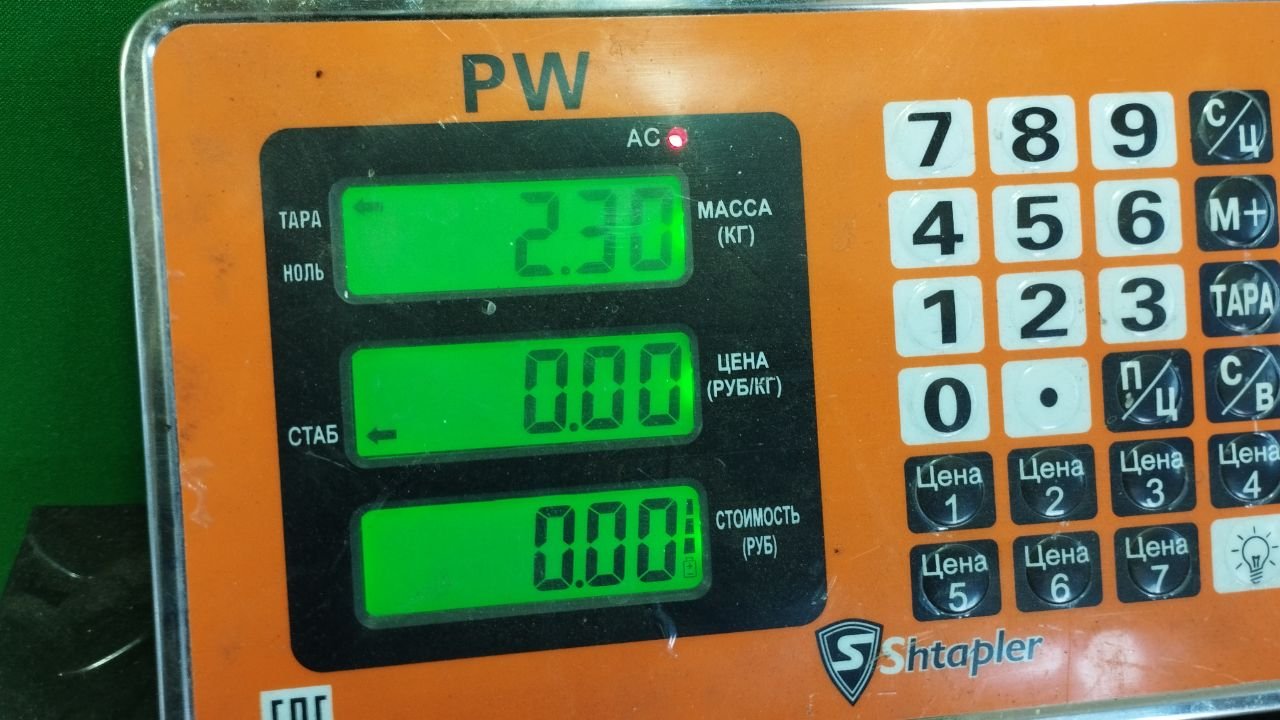 PW
AC
ТАРА
НОЛЬ
2.30
МАССА
(КГ)
СТАБ
0.00
ЦЕНА
(РУБ/КГ)
0.00
СТОИМОСТЬ
(РУБ)
7 8 9 С/Ц
4 5 6 М+
1 2 3 ТАРА
0 • П/Ц С/В
Цена 1 Цена 2 Цена 3 Цена 4
Цена 5 Цена 6 Цена 7
S Shtapler